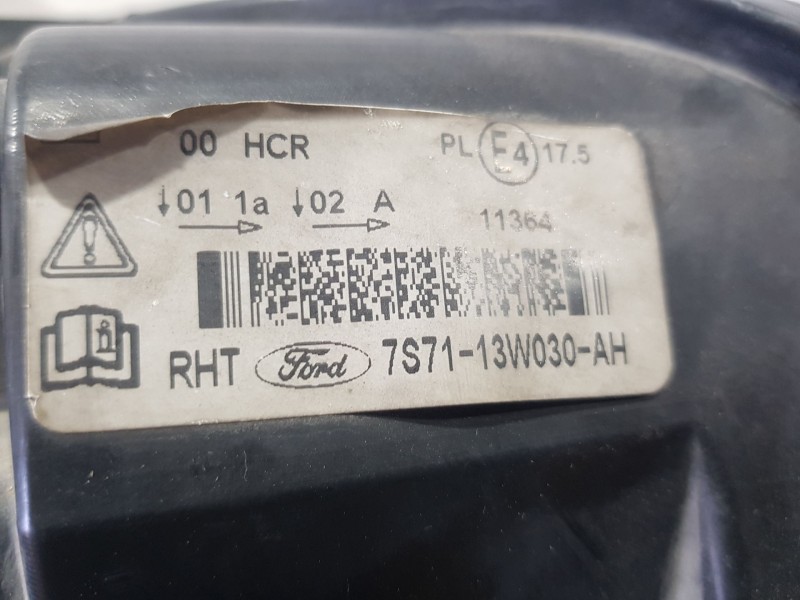 00 HCR PL E4 17.5
↓01 1a ↓02 A 11364
RHT Ford 7S71-13W030-AH